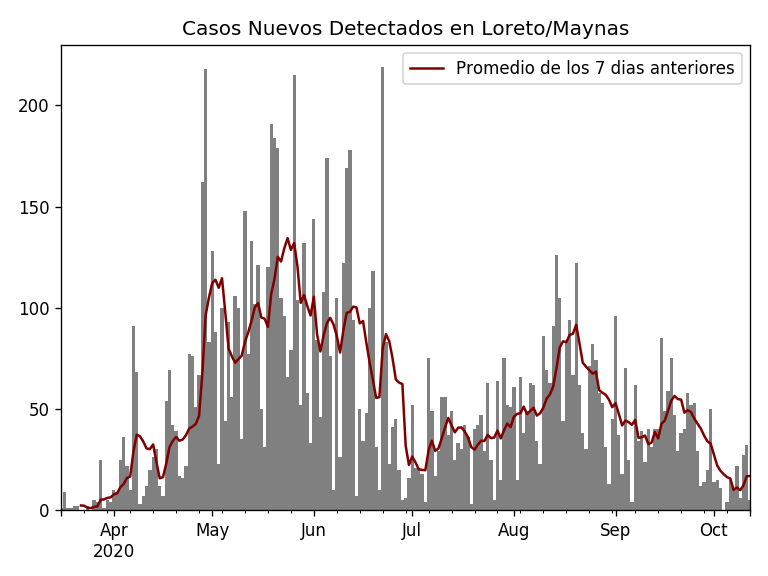 Casos Nuevos Detectados en Loreto/Maynas
Promedio de los 7 dias anteriores
200
150
100
50
0
Apr May Jun Jul Aug Sep Oct
2020